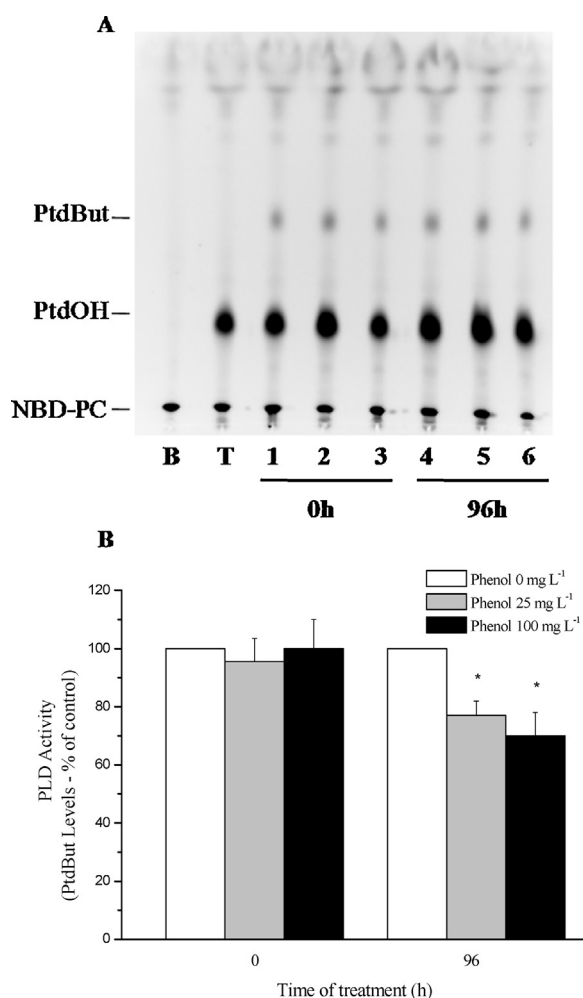 A
PtdBut
PtdOH
NBD-PC
B T 1 2 3 4 5 6
0h 96h
B
Phenol 0 mg L⁻¹
Phenol 25 mg L⁻¹
Phenol 100 mg L⁻¹
120
100
80
60
40
20
0
* *
PLD Activity
(PtdBut Levels - % of control)
0 96
Time of treatment (h)